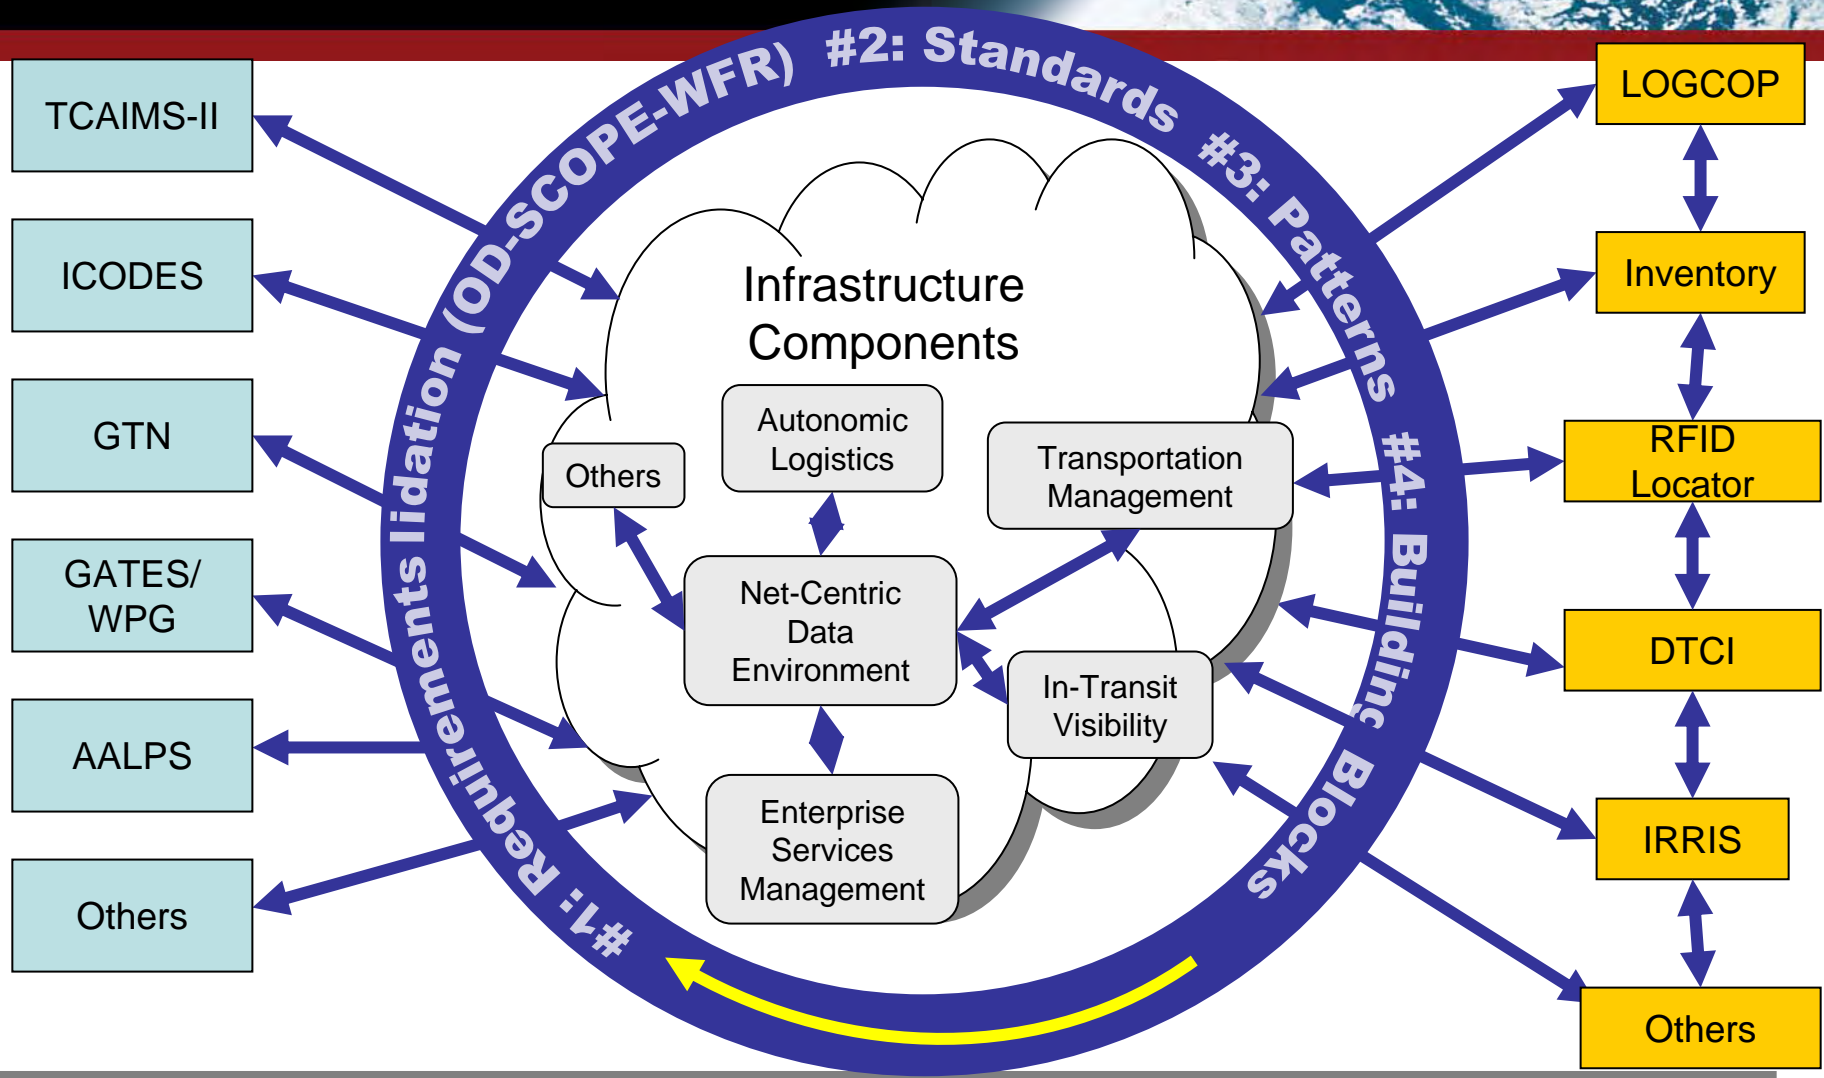 TCAIMS-II
ICODES
GTN
GATES/
WPG
AALPS
Others
#1: Requirements lidation (OD-SCOPE-WFR) #2: Standards #3: Patterns #4: Building Blocks
Infrastructure
Components
Others
Autonomic
Logistics
Transportation
Management
Net-Centric
Data
Environment
In-Transit
Visibility
Enterprise
Services
Management
LOGCOP
Inventory
RFID
Locator
DTCI
IRRIS
Others